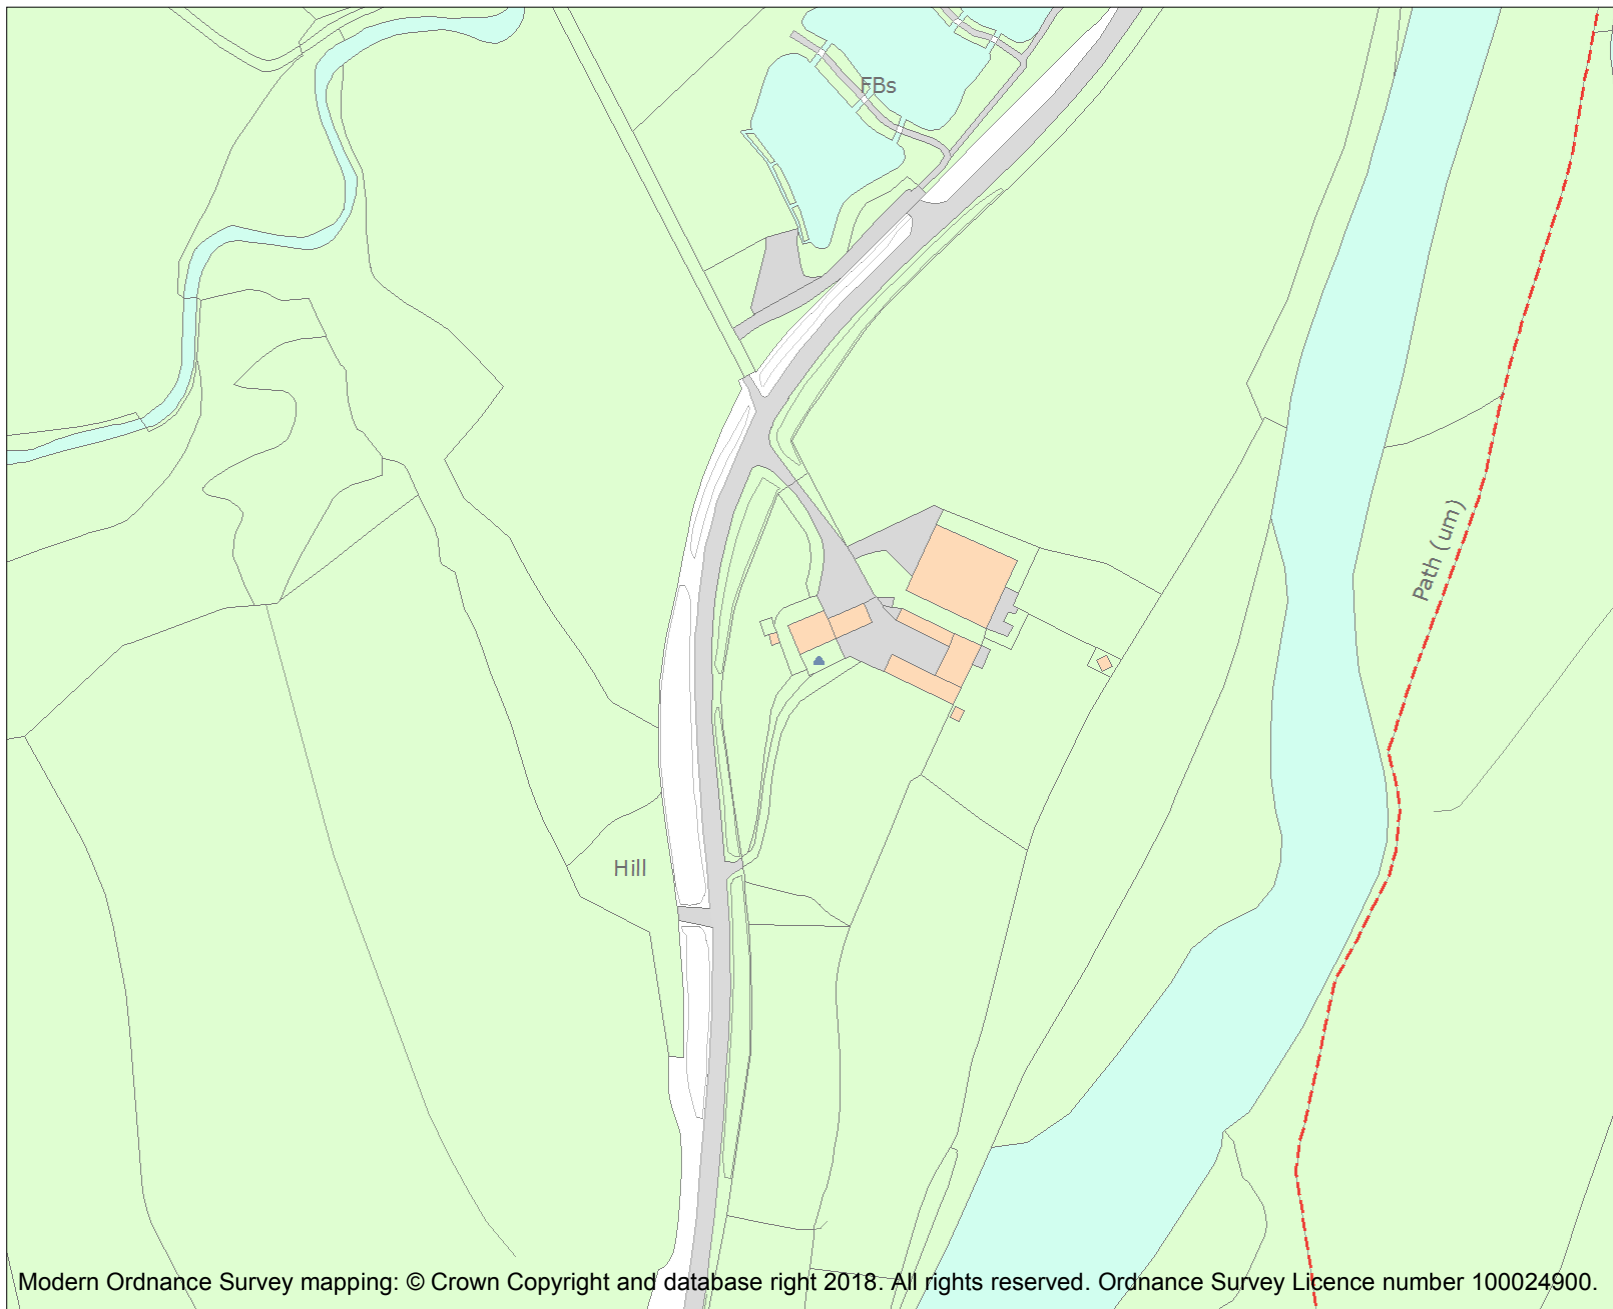 FBs
Path (um)
Hill
Modern Ordnance Survey mapping: © Crown Copyright and database right 2018. All rights reserved. Ordnance Survey Licence number 100024900.